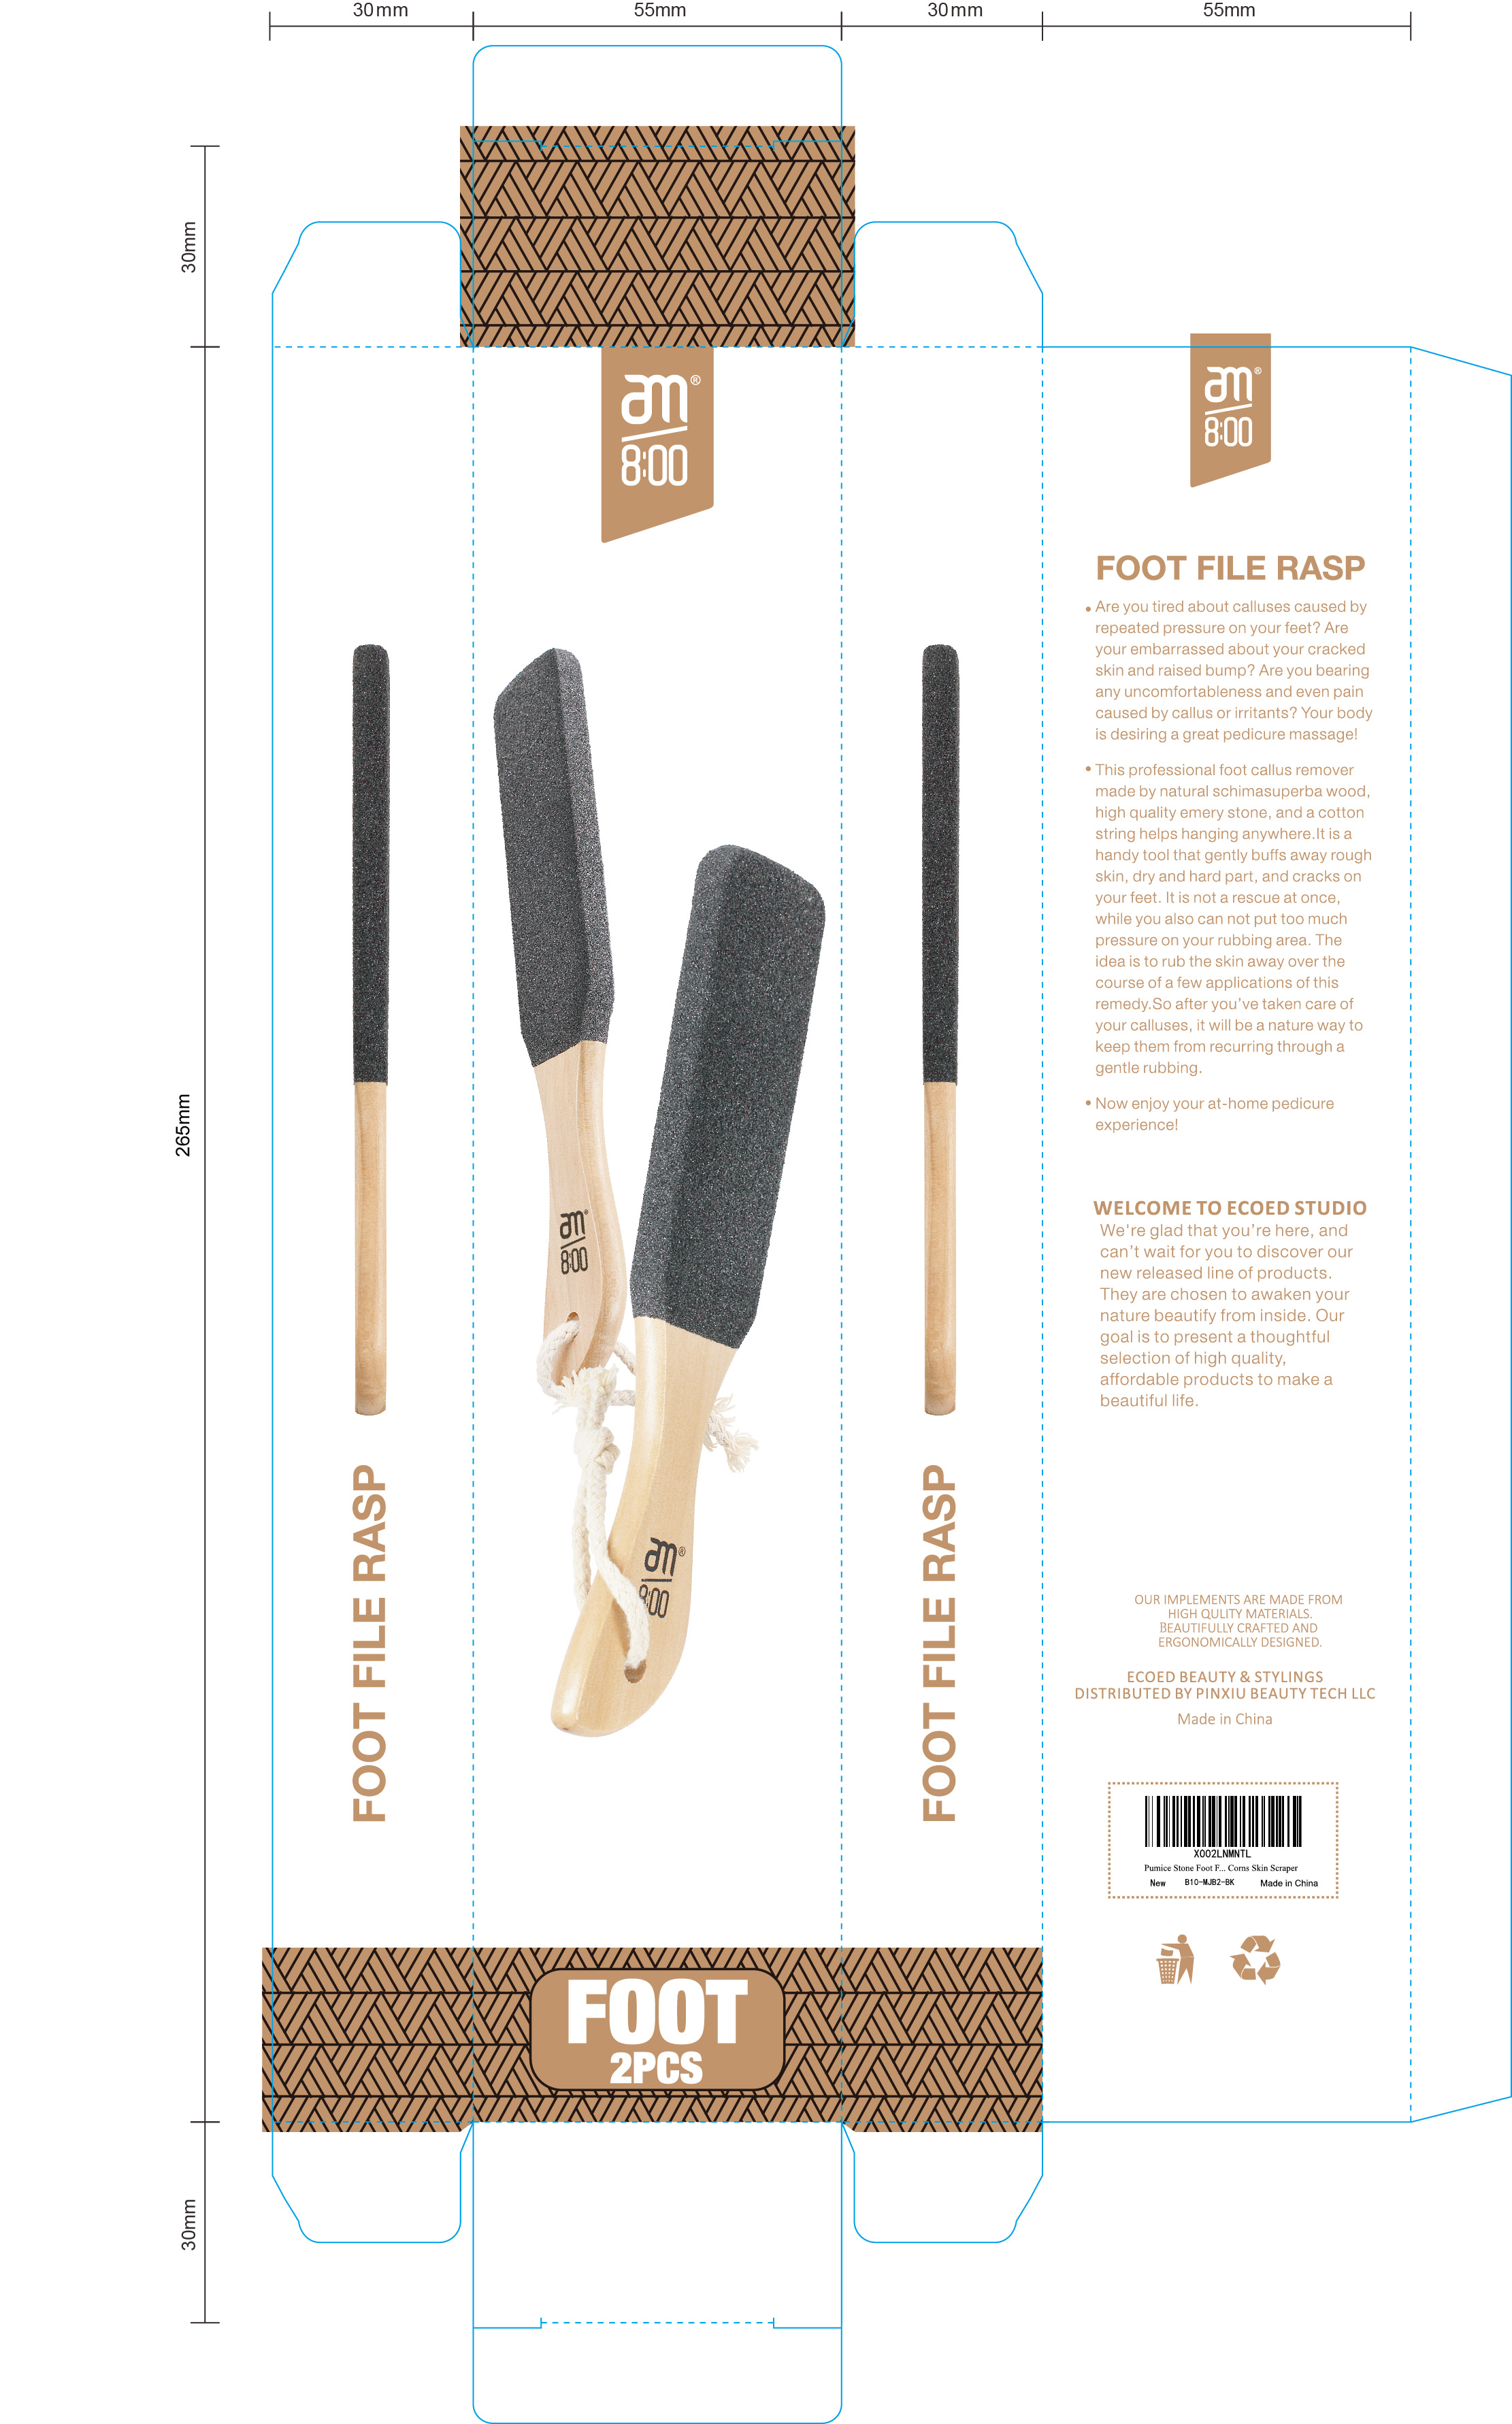 30mm
55mm
30mm
55mm
30mm
265mm
30mm
am®
8:00
am®
8:00
FOOT FILE RASP
• Are you tired about calluses caused by
repeated pressure on your feet? Are
your embarrassed about your cracked
skin and raised bump? Are you bearing
any uncomfortableness and even pain
caused by callus or irritants? Your body
is desiring a great pedicure massage!
• This professional foot callus remover
made by natural schimasuperba wood,
high quality emery stone, and a cotton
string helps hanging anywhere.It is a
handy tool that gently buffs away rough
skin, dry and hard part, and cracks on
your feet. It is not a rescue at once,
while you also can not put too much
pressure on your rubbing area. The
idea is to rub the skin away over the
course of a few applications of this
remedy.So after you've taken care of
your calluses, it will be a nature way to
keep them from recurring through a
gentle rubbing.
• Now enjoy your at-home pedicure
experience!
WELCOME TO ECOED STUDIO
We're glad that you're here, and
can't wait for you to discover our
new released line of products.
They are chosen to awaken your
nature beautify from inside. Our
goal is to present a thoughtful
selection of high quality,
affordable products to make a
beautiful life.
am®
8:00
am®
8:00
FOOT FILE RASP
FOOT FILE RASP
OUR IMPLEMENTS ARE MADE FROM
HIGH QULITY MATERIALS.
BEAUTIFULLY CRAFTED AND
ERGONOMICALLY DESIGNED.
ECOED BEAUTY & STYLINGS
DISTRIBUTED BY PINXIU BEAUTY TECH LLC
Made in China
X002LNMNTL
Pumice Stone Foot F... Corns Skin Scraper
New B10-MJB2-BK Made in China
FOOT
2PCS